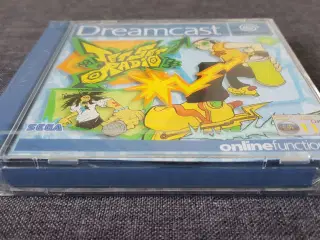 Dreamcast
JET SET
RADIO
SEGA
onlinefunction